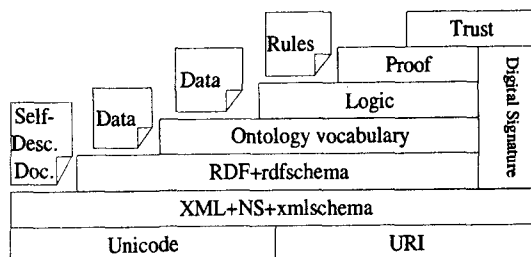 Trust
Rules
Proof
Digital Signature
Data
Logic
Self-
Desc.
Doc.
Data
Ontology vocabulary
RDF+rdfschema
XML+NS+xmlschema
Unicode
URI